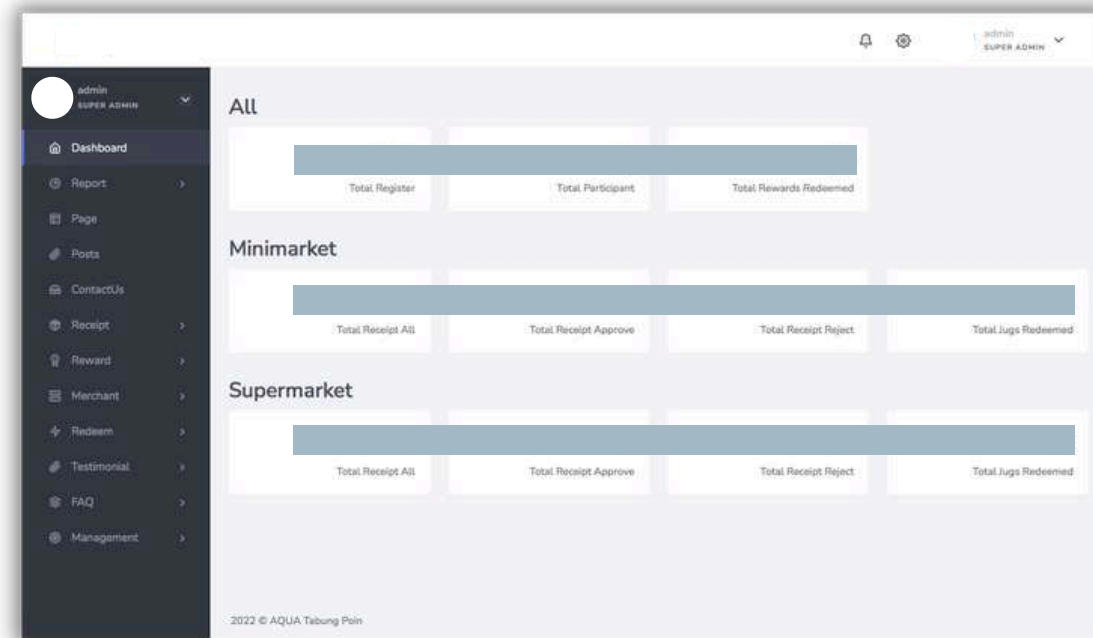 admin
SUPER ADMIN
admin
SUPER ADMIN
Dashboard
Report
Page
Posts
ContactUs
Receipt
Reward
Merchant
Redeem
Testimonial
FAQ
Management
All
Total Register
Total Participant
Total Rewards Redeemed
Minimarket
Total Receipt All
Total Receipt Approve
Total Receipt Reject
Total Jugs Redeemed
Supermarket
Total Receipt All
Total Receipt Approve
Total Receipt Reject
Total Jugs Redeemed
2022 © AQUA Tabung Poin